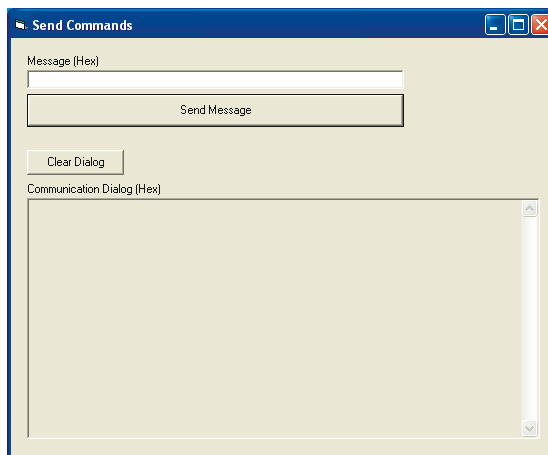 Send Commands
Message (Hex)
Send Message
Clear Dialog
Communication Dialog (Hex)